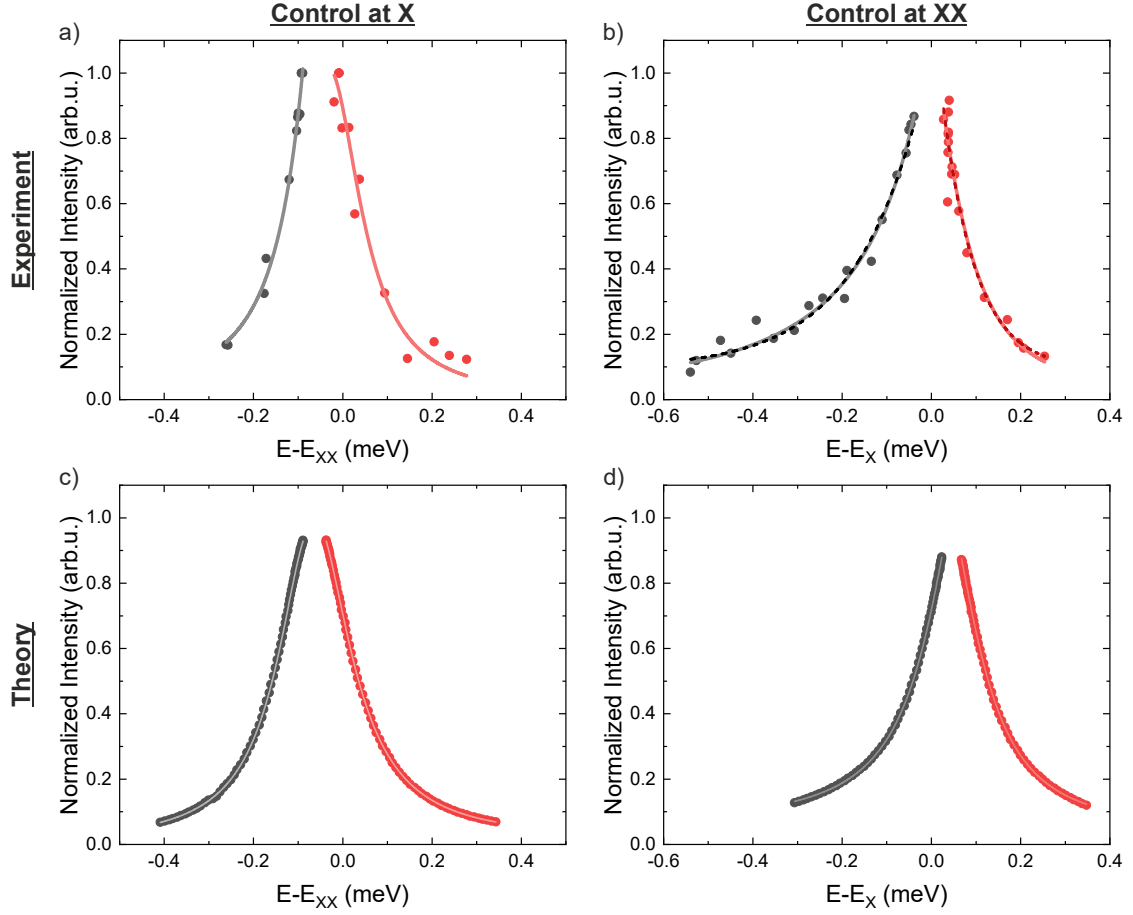 Control at X
Control at XX
Experiment
Theory
a)
Normalized Intensity (arb.u.)
1.0
0.8
0.6
0.4
0.2
0.0
-0.4
-0.2
0.0
0.2
0.4
E-E_XX (meV)
b)
Normalized Intensity (arb.u.)
1.0
0.8
0.6
0.4
0.2
0.0
-0.6
-0.4
-0.2
0.0
0.2
0.4
E-E_X (meV)
c)
Normalized Intensity (arb.u.)
1.0
0.8
0.6
0.4
0.2
0.0
-0.4
-0.2
0.0
0.2
0.4
E-E_XX (meV)
d)
Normalized Intensity (arb.u.)
1.0
0.8
0.6
0.4
0.2
0.0
-0.6
-0.4
-0.2
0.0
0.2
0.4
E-E_X (meV)